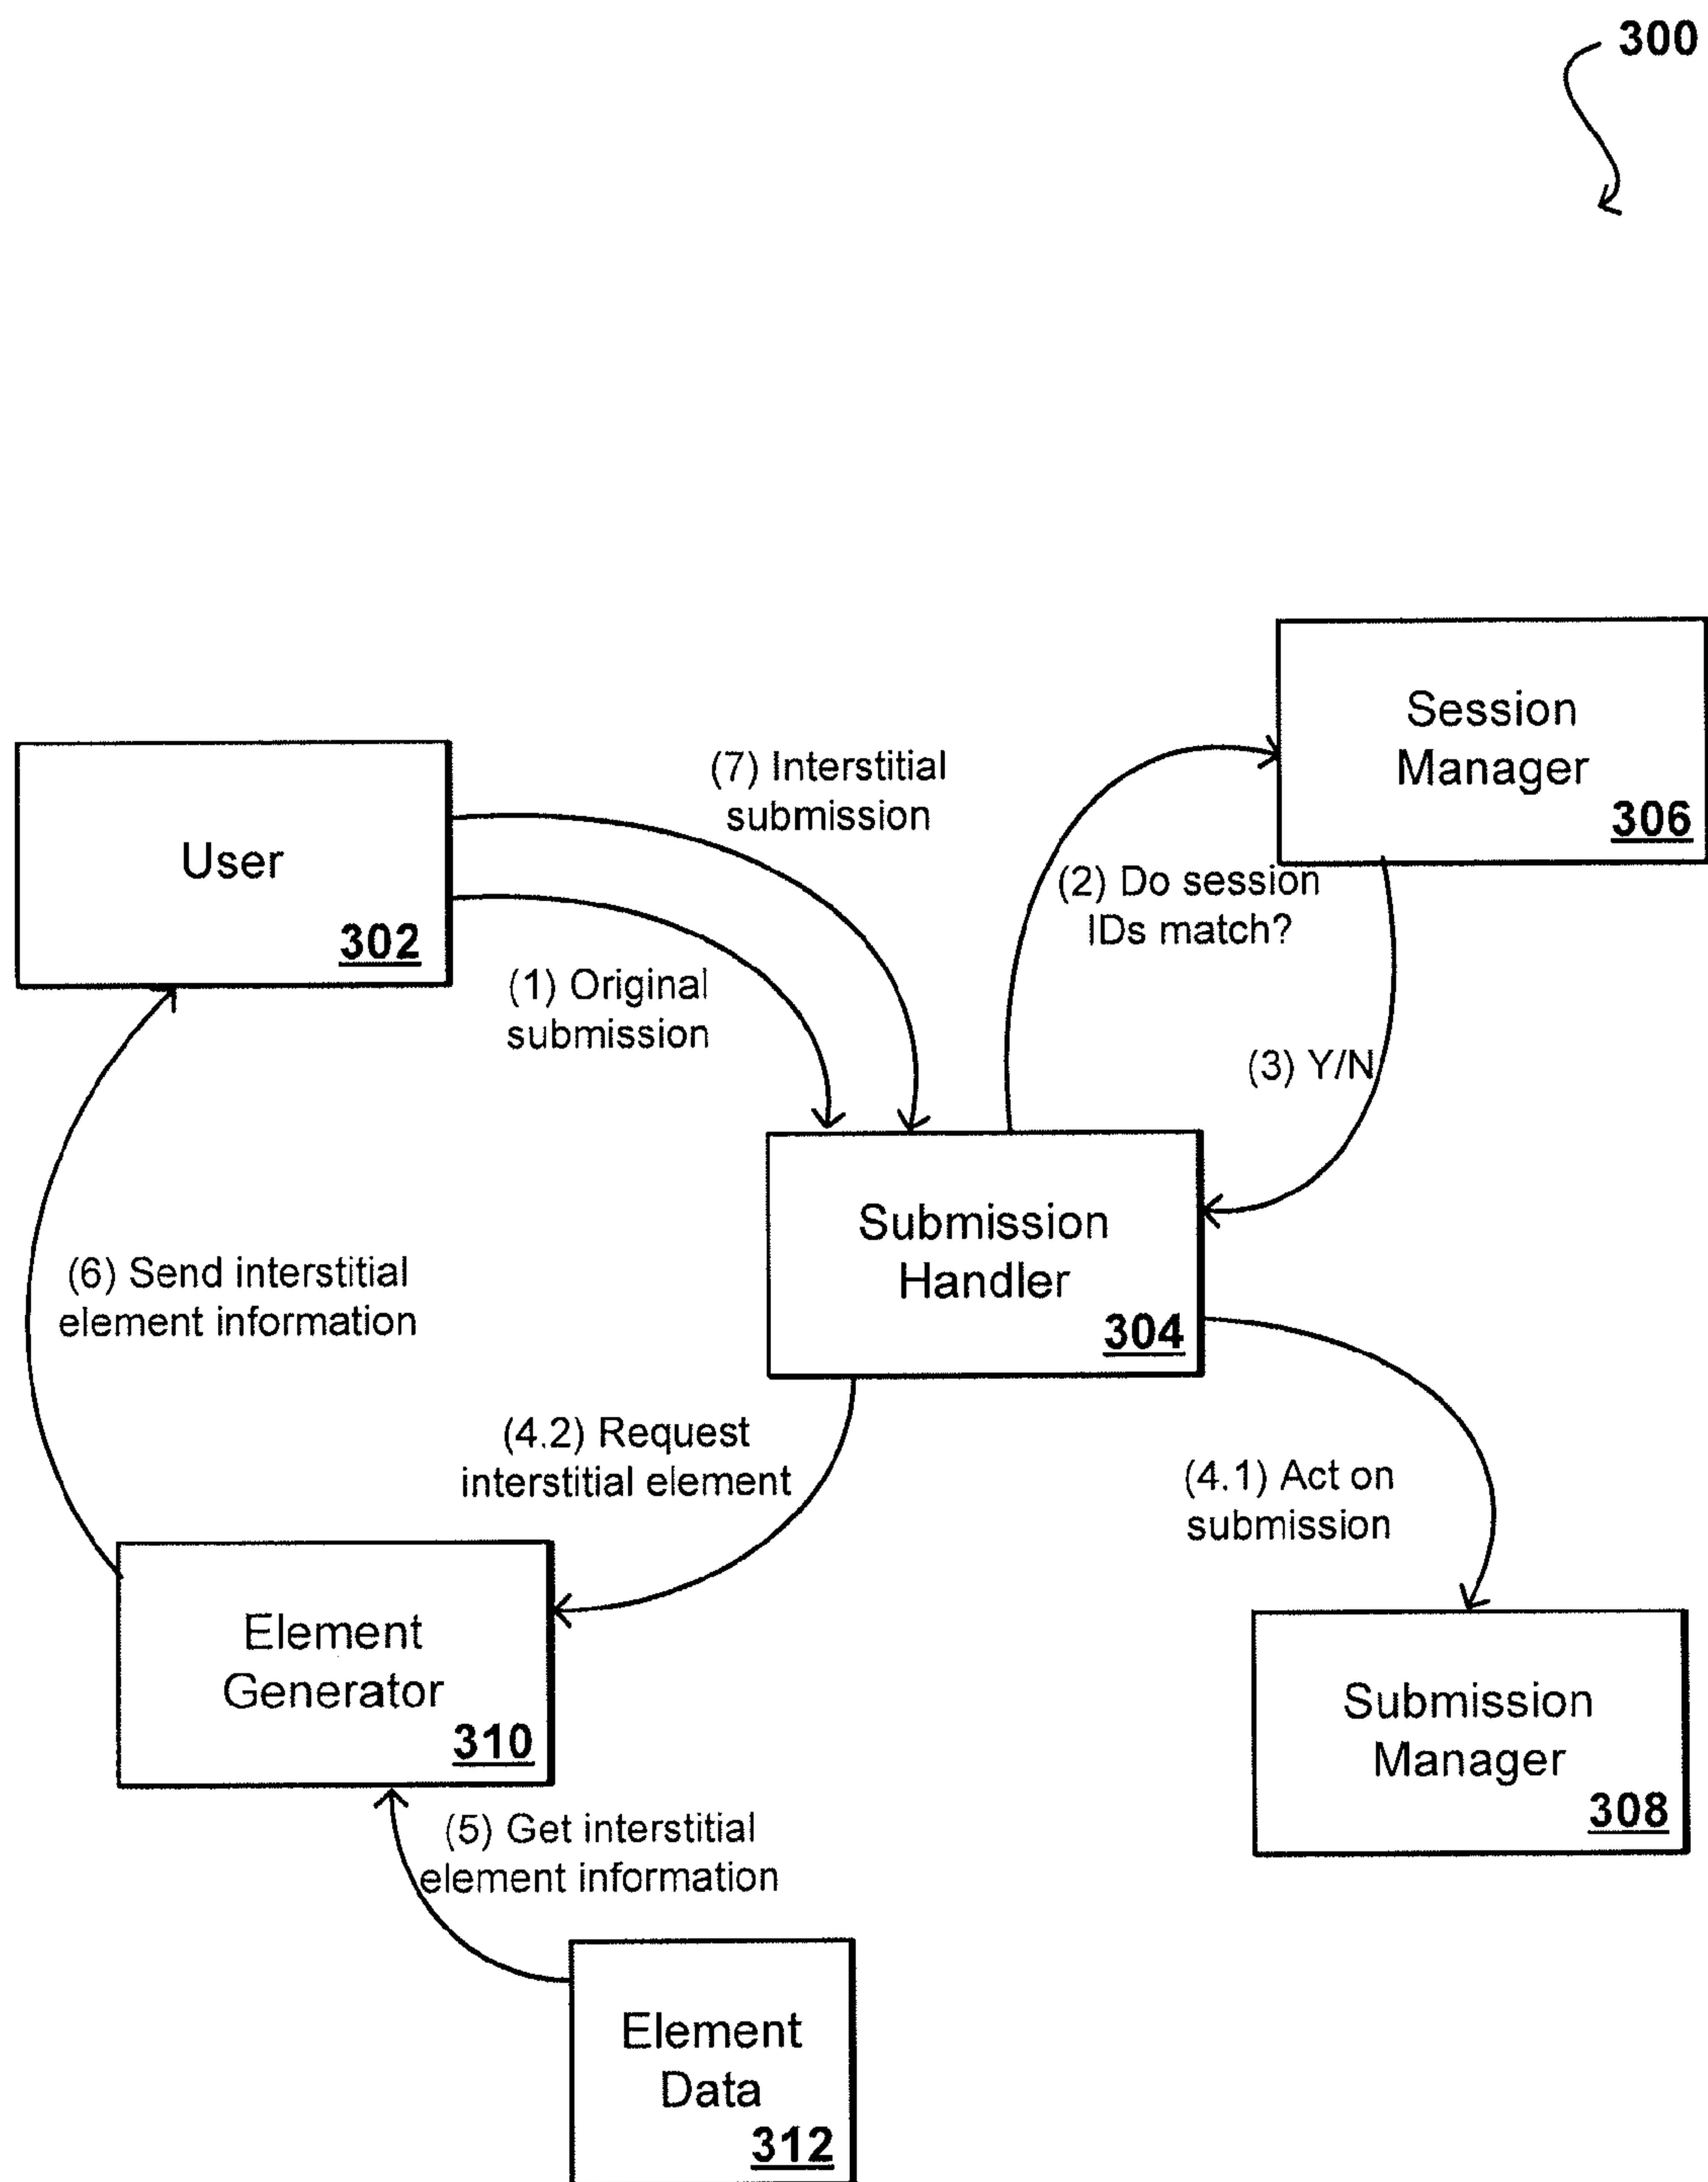 300
Session
Manager
306
(7) Interstitial
submission
User
302
(2) Do session
IDs match?
(1) Original
submission
(3) Y/N
Submission
Handler
304
(6) Send interstitial
element information
(4.2) Request
interstitial element
(4.1) Act on
submission
Element
Generator
310
Submission
Manager
308
(5) Get interstitial
element information
Element
Data
312